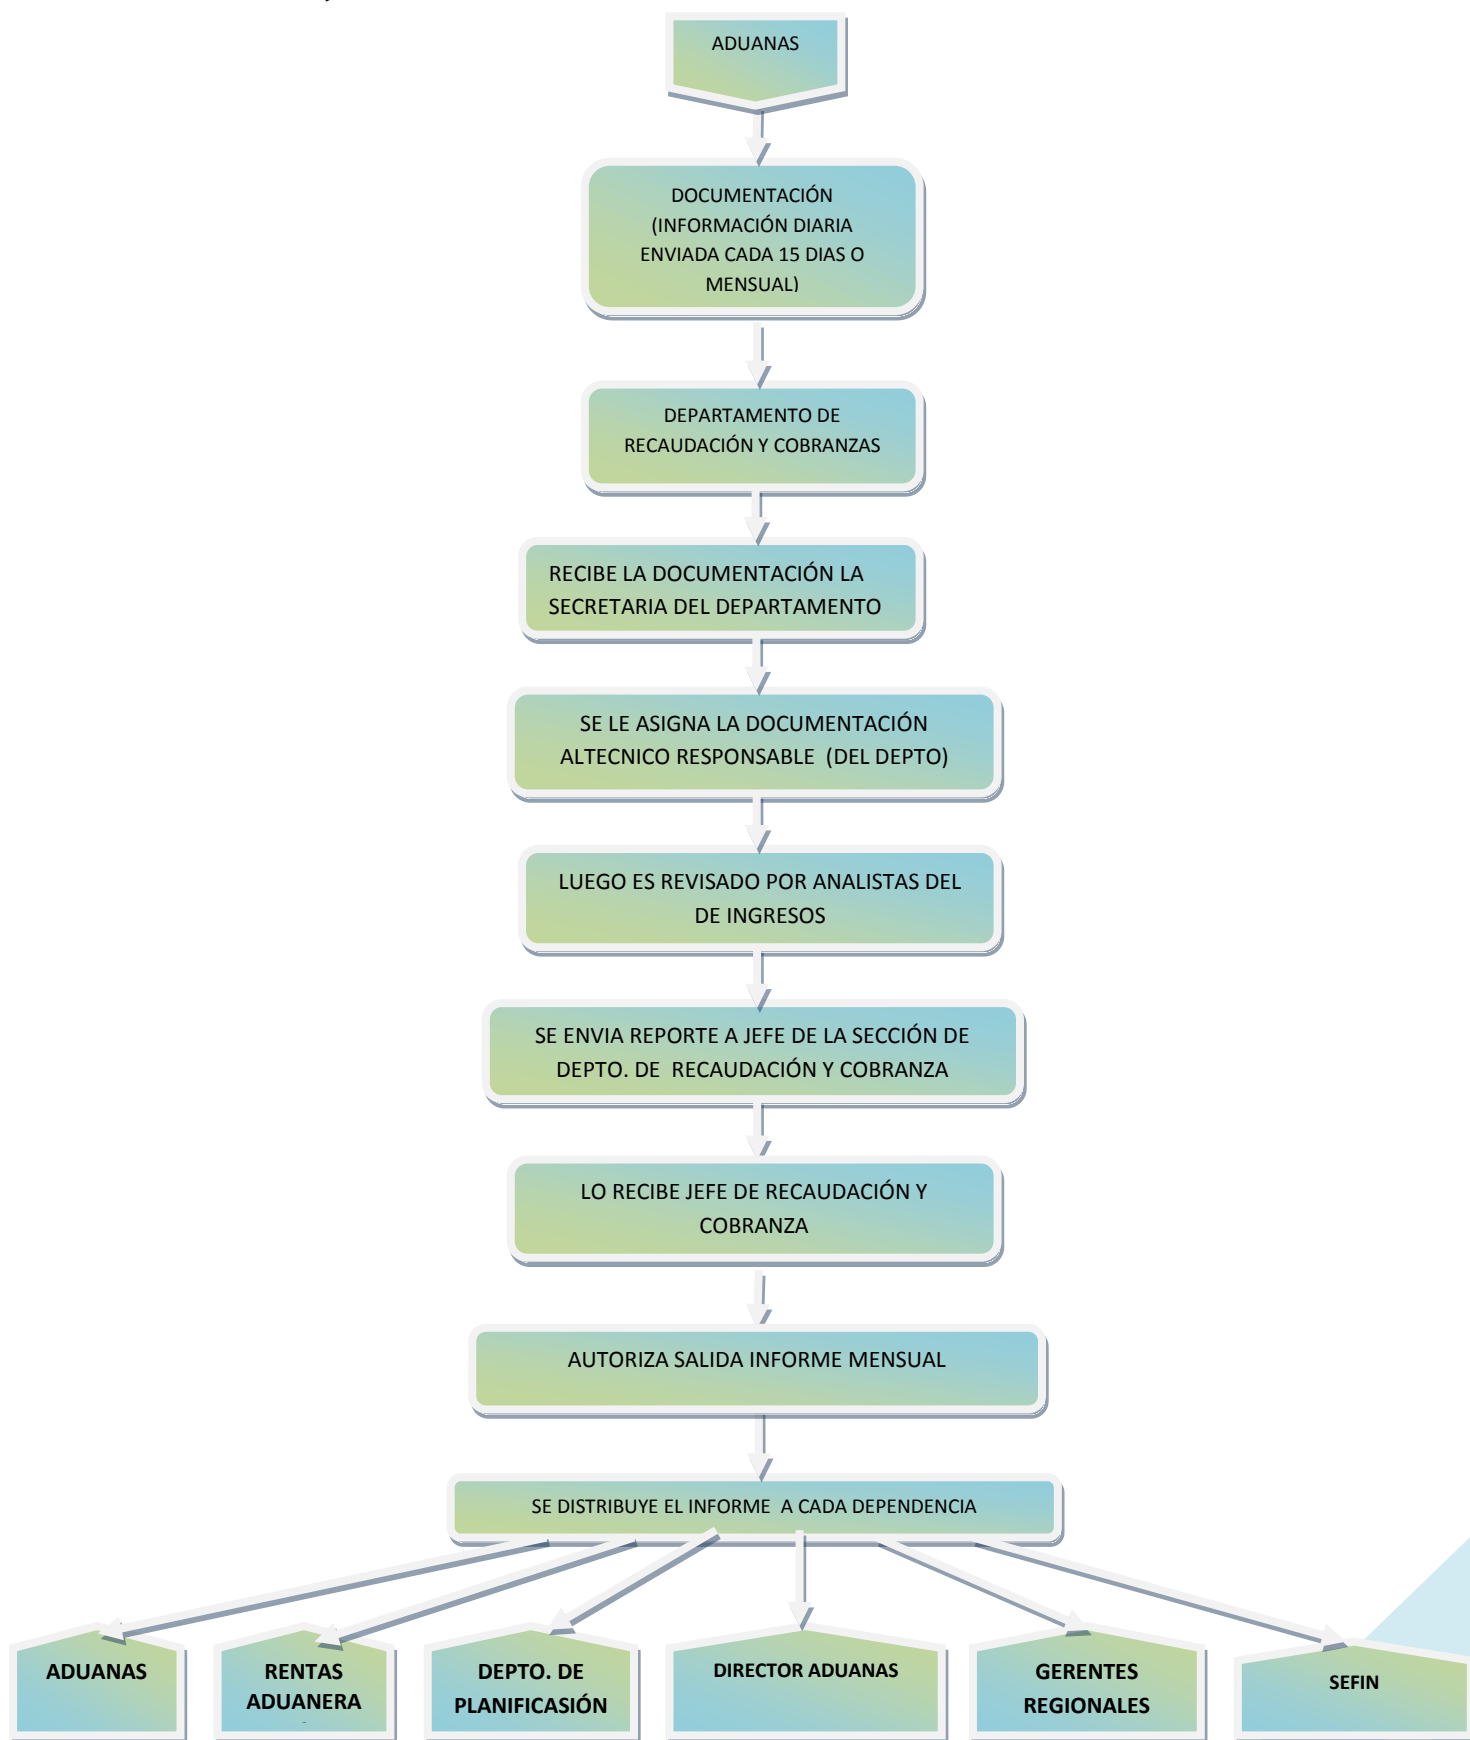 ADUANAS
DOCUMENTACIÓN
(INFORMACIÓN DIARIA
ENVIADA CADA 15 DIAS O
MENSUAL)
DEPARTAMENTO DE
RECAUDACIÓN Y COBRANZAS
RECIBE LA DOCUMENTACIÓN LA
SECRETARIA DEL DEPARTAMENTO
SE LE ASIGNA LA DOCUMENTACIÓN
ALTECNICO RESPONSABLE (DEL DEPTO)
LUEGO ES REVISADO POR ANALISTAS DEL
DE INGRESOS
SE ENVIA REPORTE A JEFE DE LA SECCIÓN DE
DEPTO. DE RECAUDACIÓN Y COBRANZA
LO RECIBE JEFE DE RECAUDACIÓN Y
COBRANZA
AUTORIZA SALIDA INFORME MENSUAL
SE DISTRIBUYE EL INFORME A CADA DEPENDENCIA
ADUANAS
RENTAS
ADUANERA
DEPTO. DE
PLANIFICASIÓN
DIRECTOR ADUANAS
GERENTES
REGIONALES
SEFIN